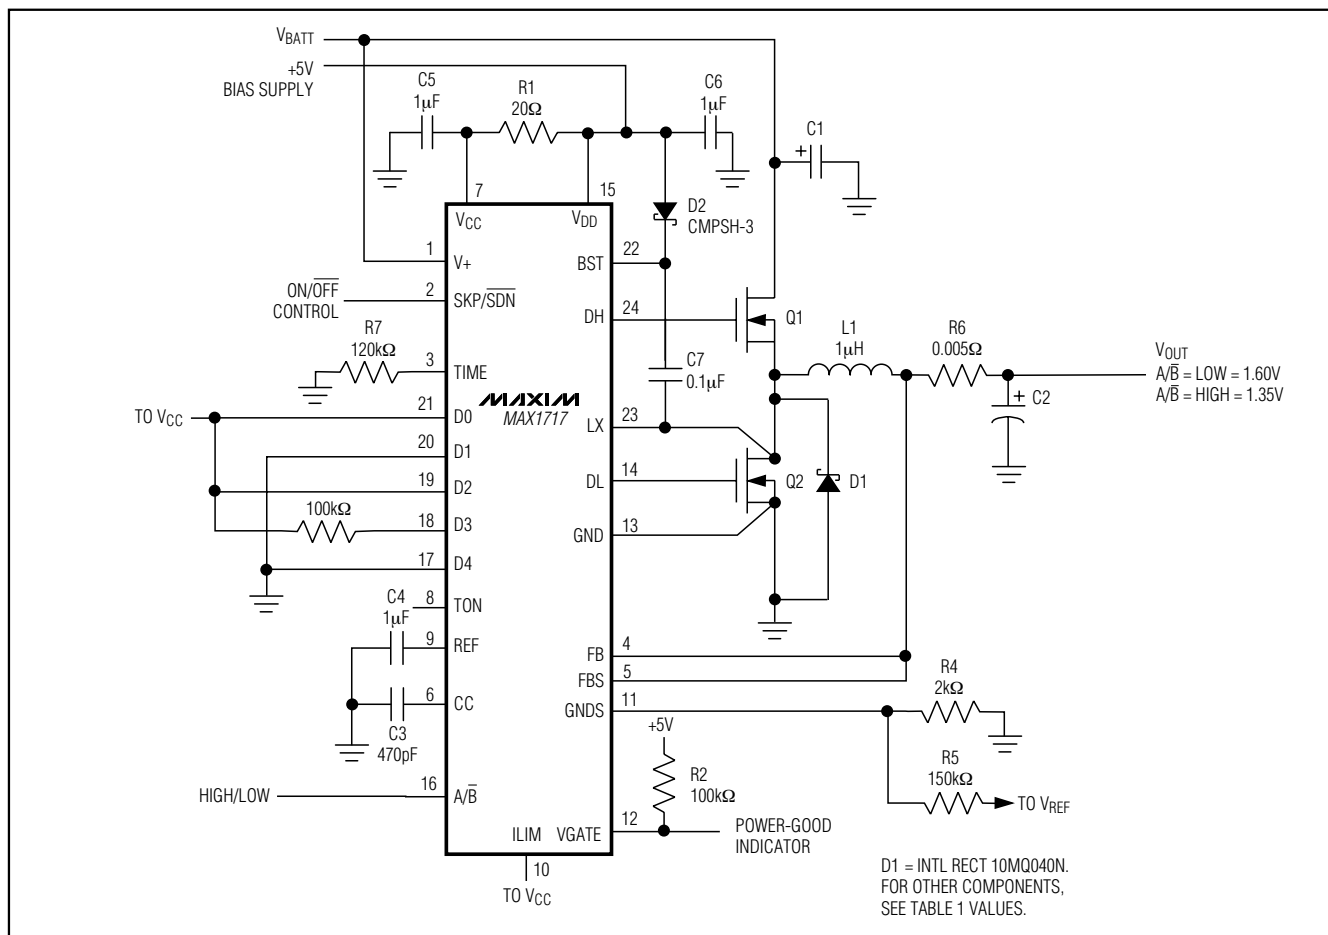 VBATT
+5V
BIAS SUPPLY
C5
1μF
R1
20Ω
C6
1μF
C1
+
7
15
VCC
VDD
D2
CMPSH-3
1
V+
22
BST
ON/O̅F̅F̅
CONTROL
2
SKP/S̅D̅N̅
24
DH
Q1
R7
120kΩ
3
TIME
C7
0.1μF
L1
1μH
R6
0.005Ω
VOUT
A/B̅ = LOW = 1.60V
A/B̅ = HIGH = 1.35V
+
C2
MAXIM
MAX1717
TO VCC
21
D0
23
LX
20
D1
14
DL
Q2
D1
19
D2
100kΩ
18
D3
13
GND
17
D4
C4
1μF
8
TON
9
REF
4
FB
5
FBS
6
CC
C3
470pF
11
GNDS
R4
2kΩ
+5V
R2
100kΩ
R5
150kΩ
TO VREF
HIGH/LOW
16
A/B̅
ILIM
VGATE
12
POWER-GOOD
INDICATOR
10
TO VCC
D1 = INTL RECT 10MQ040N.
FOR OTHER COMPONENTS,
SEE TABLE 1 VALUES.